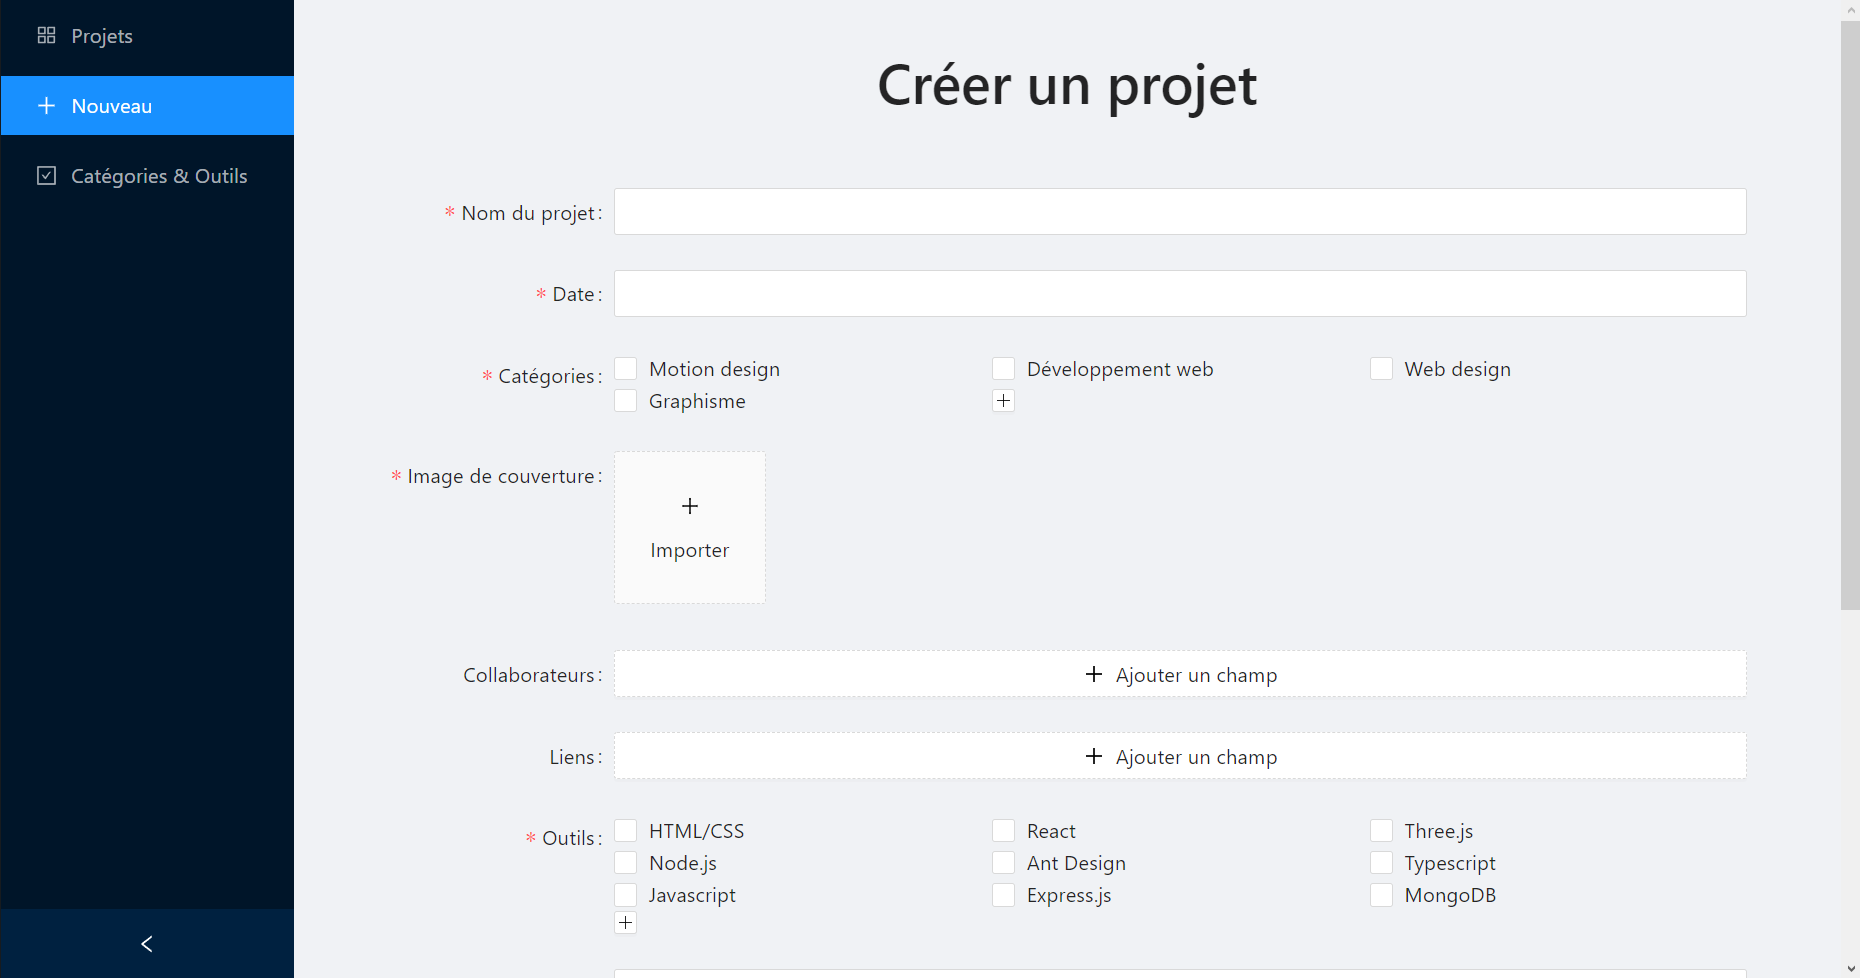 Projets
Nouveau
Catégories & Outils
Créer un projet
* Nom du projet :
* Date :
* Catégories :
Motion design
Développement web
Web design
Graphisme
* Image de couverture :
Importer
Collaborateurs :
Ajouter un champ
Liens :
Ajouter un champ
* Outils :
HTML/CSS
React
Three.js
Node.js
Ant Design
Typescript
Javascript
Express.js
MongoDB